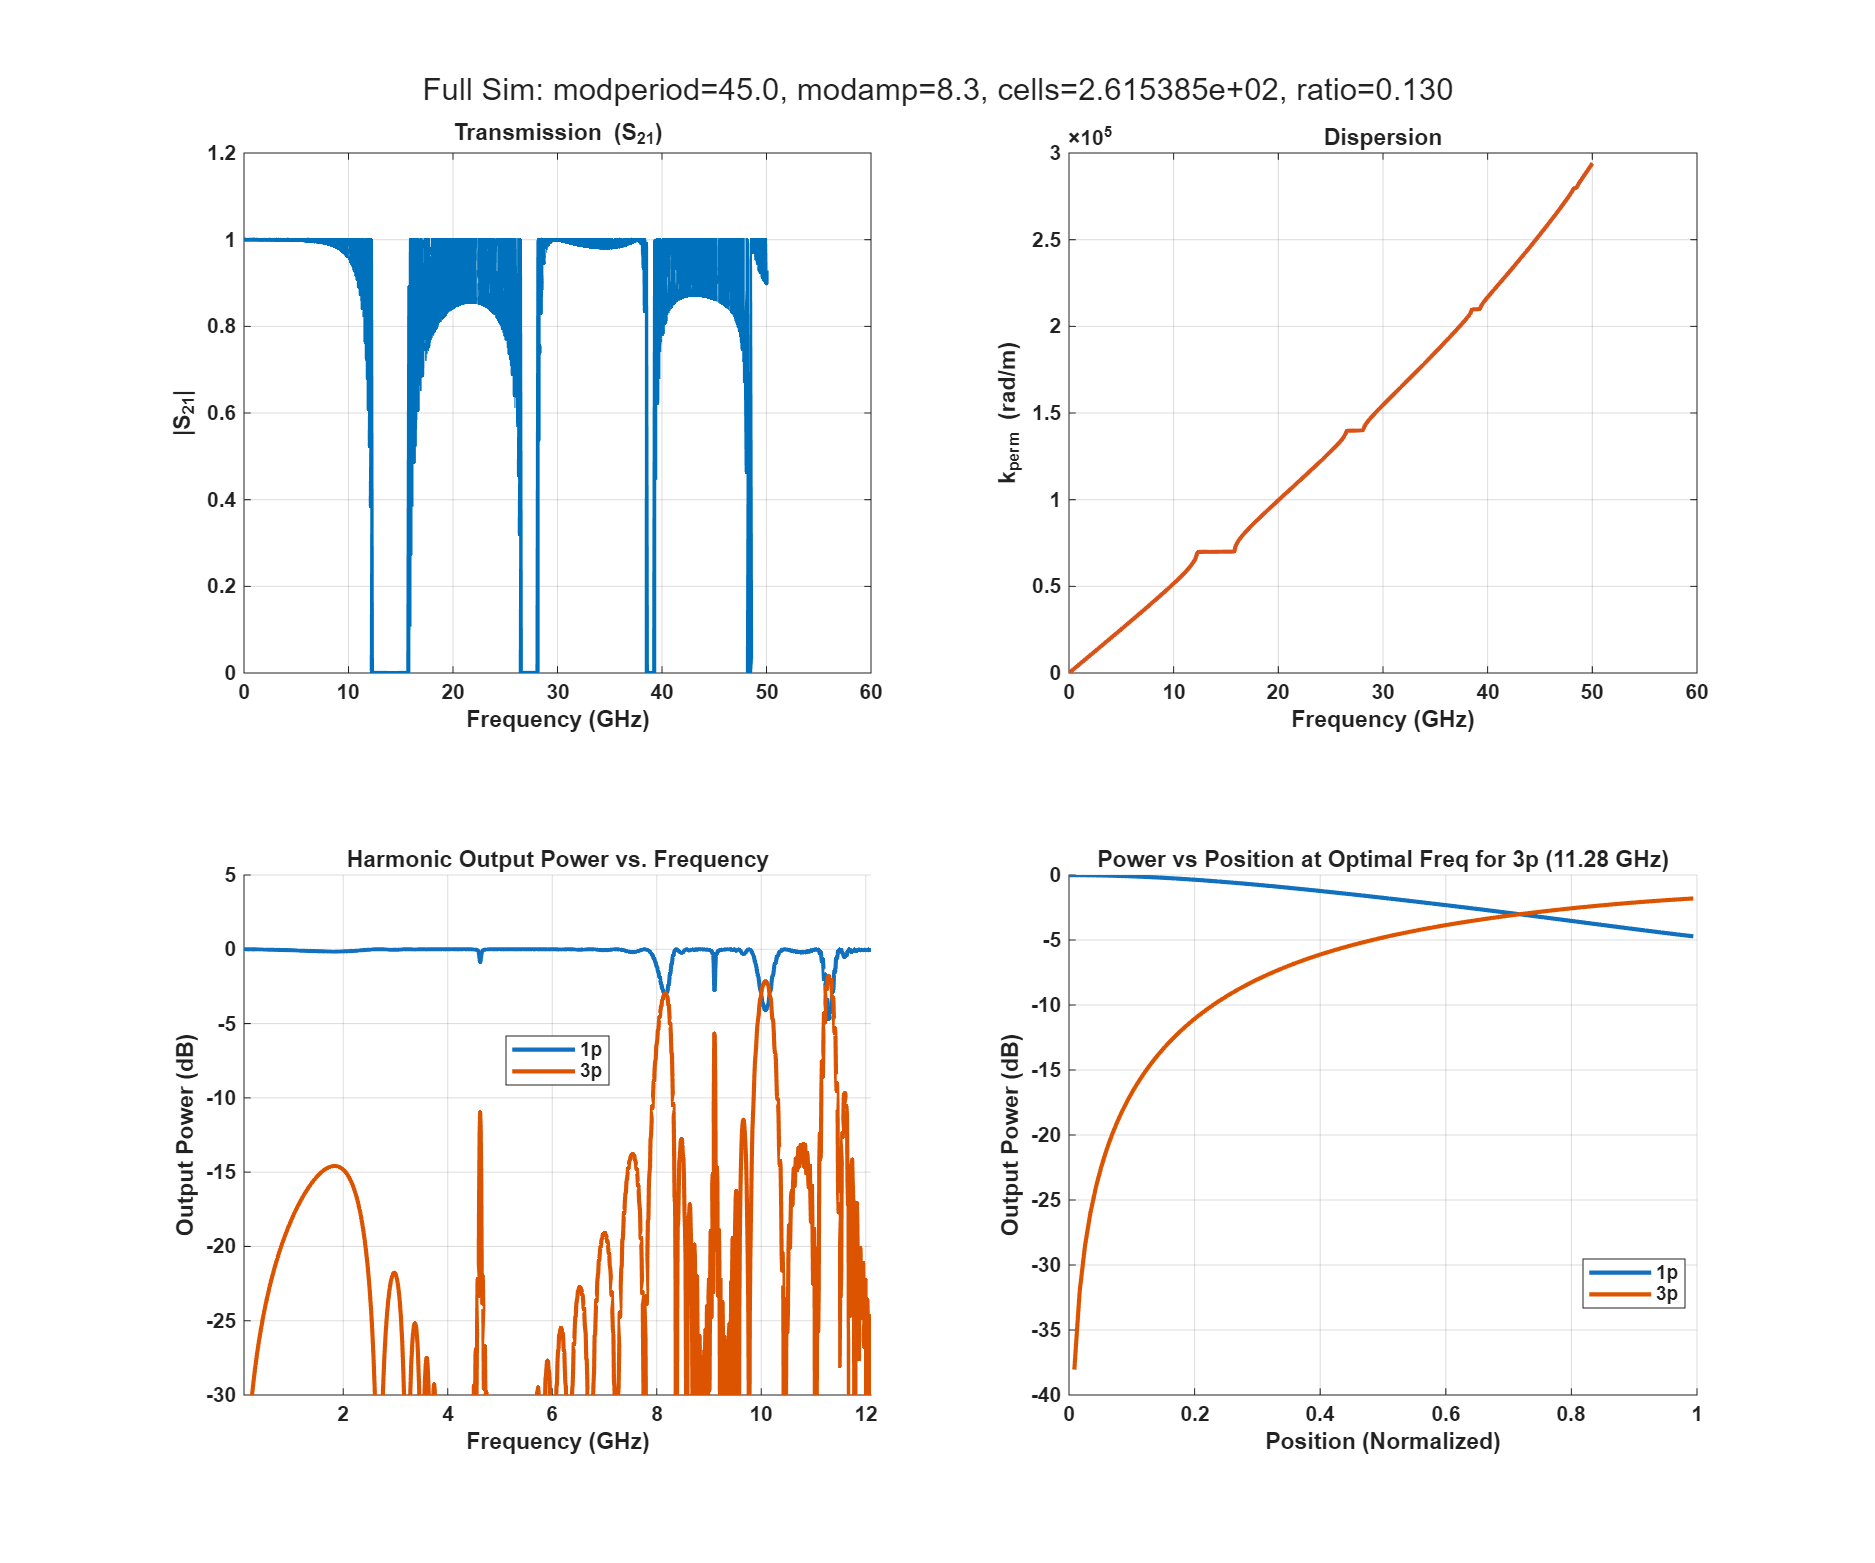 Full Sim: modperiod=45.0, modamp=8.3, cells=2.615385e+02, ratio=0.130
Transmission (S21)
1.2
1
0.8
0.6
0.4
0.2
0
|S21|
0 10 20 30 40 50 60
Frequency (GHz)
×10^5
Dispersion
3
2.5
2
1.5
1
0.5
0
kperm (rad/m)
0 10 20 30 40 50 60
Frequency (GHz)
Harmonic Output Power vs. Frequency
5
0
-5
-10
-15
-20
-25
-30
Output Power (dB)
1p
3p
2 4 6 8 10 12
Frequency (GHz)
Power vs Position at Optimal Freq for 3p (11.28 GHz)
0
-5
-10
-15
-20
-25
-30
-35
-40
Output Power (dB)
1p
3p
0 0.2 0.4 0.6 0.8 1
Position (Normalized)